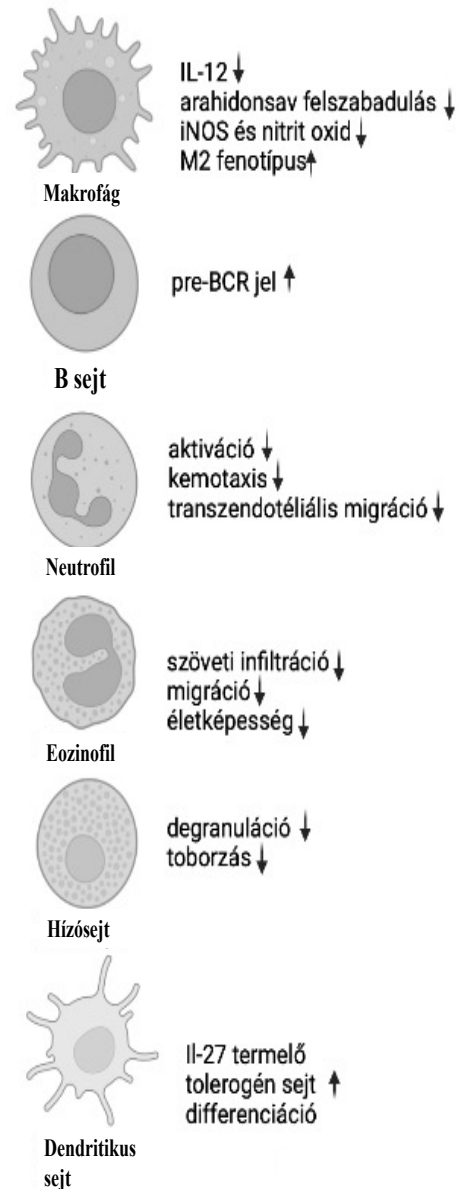 IL-12 ↓
arahidonsav felszabadulás ↓
iNOS és nitrit oxid ↓
M2 fenotípus↑
Makrofág
pre-BCR jel ↑
B sejt
aktiváció ↓
kemotaxis ↓
transzendotéliális migráció ↓
Neutrofil
szöveti infiltráció ↓
migráció ↓
életképesség ↓
Eozinofil
degranuláció ↓
toborzás ↓
Hízósejt
Il-27 termelő
tolerogén sejt ↑
differenciáció
Dendritikus
sejt